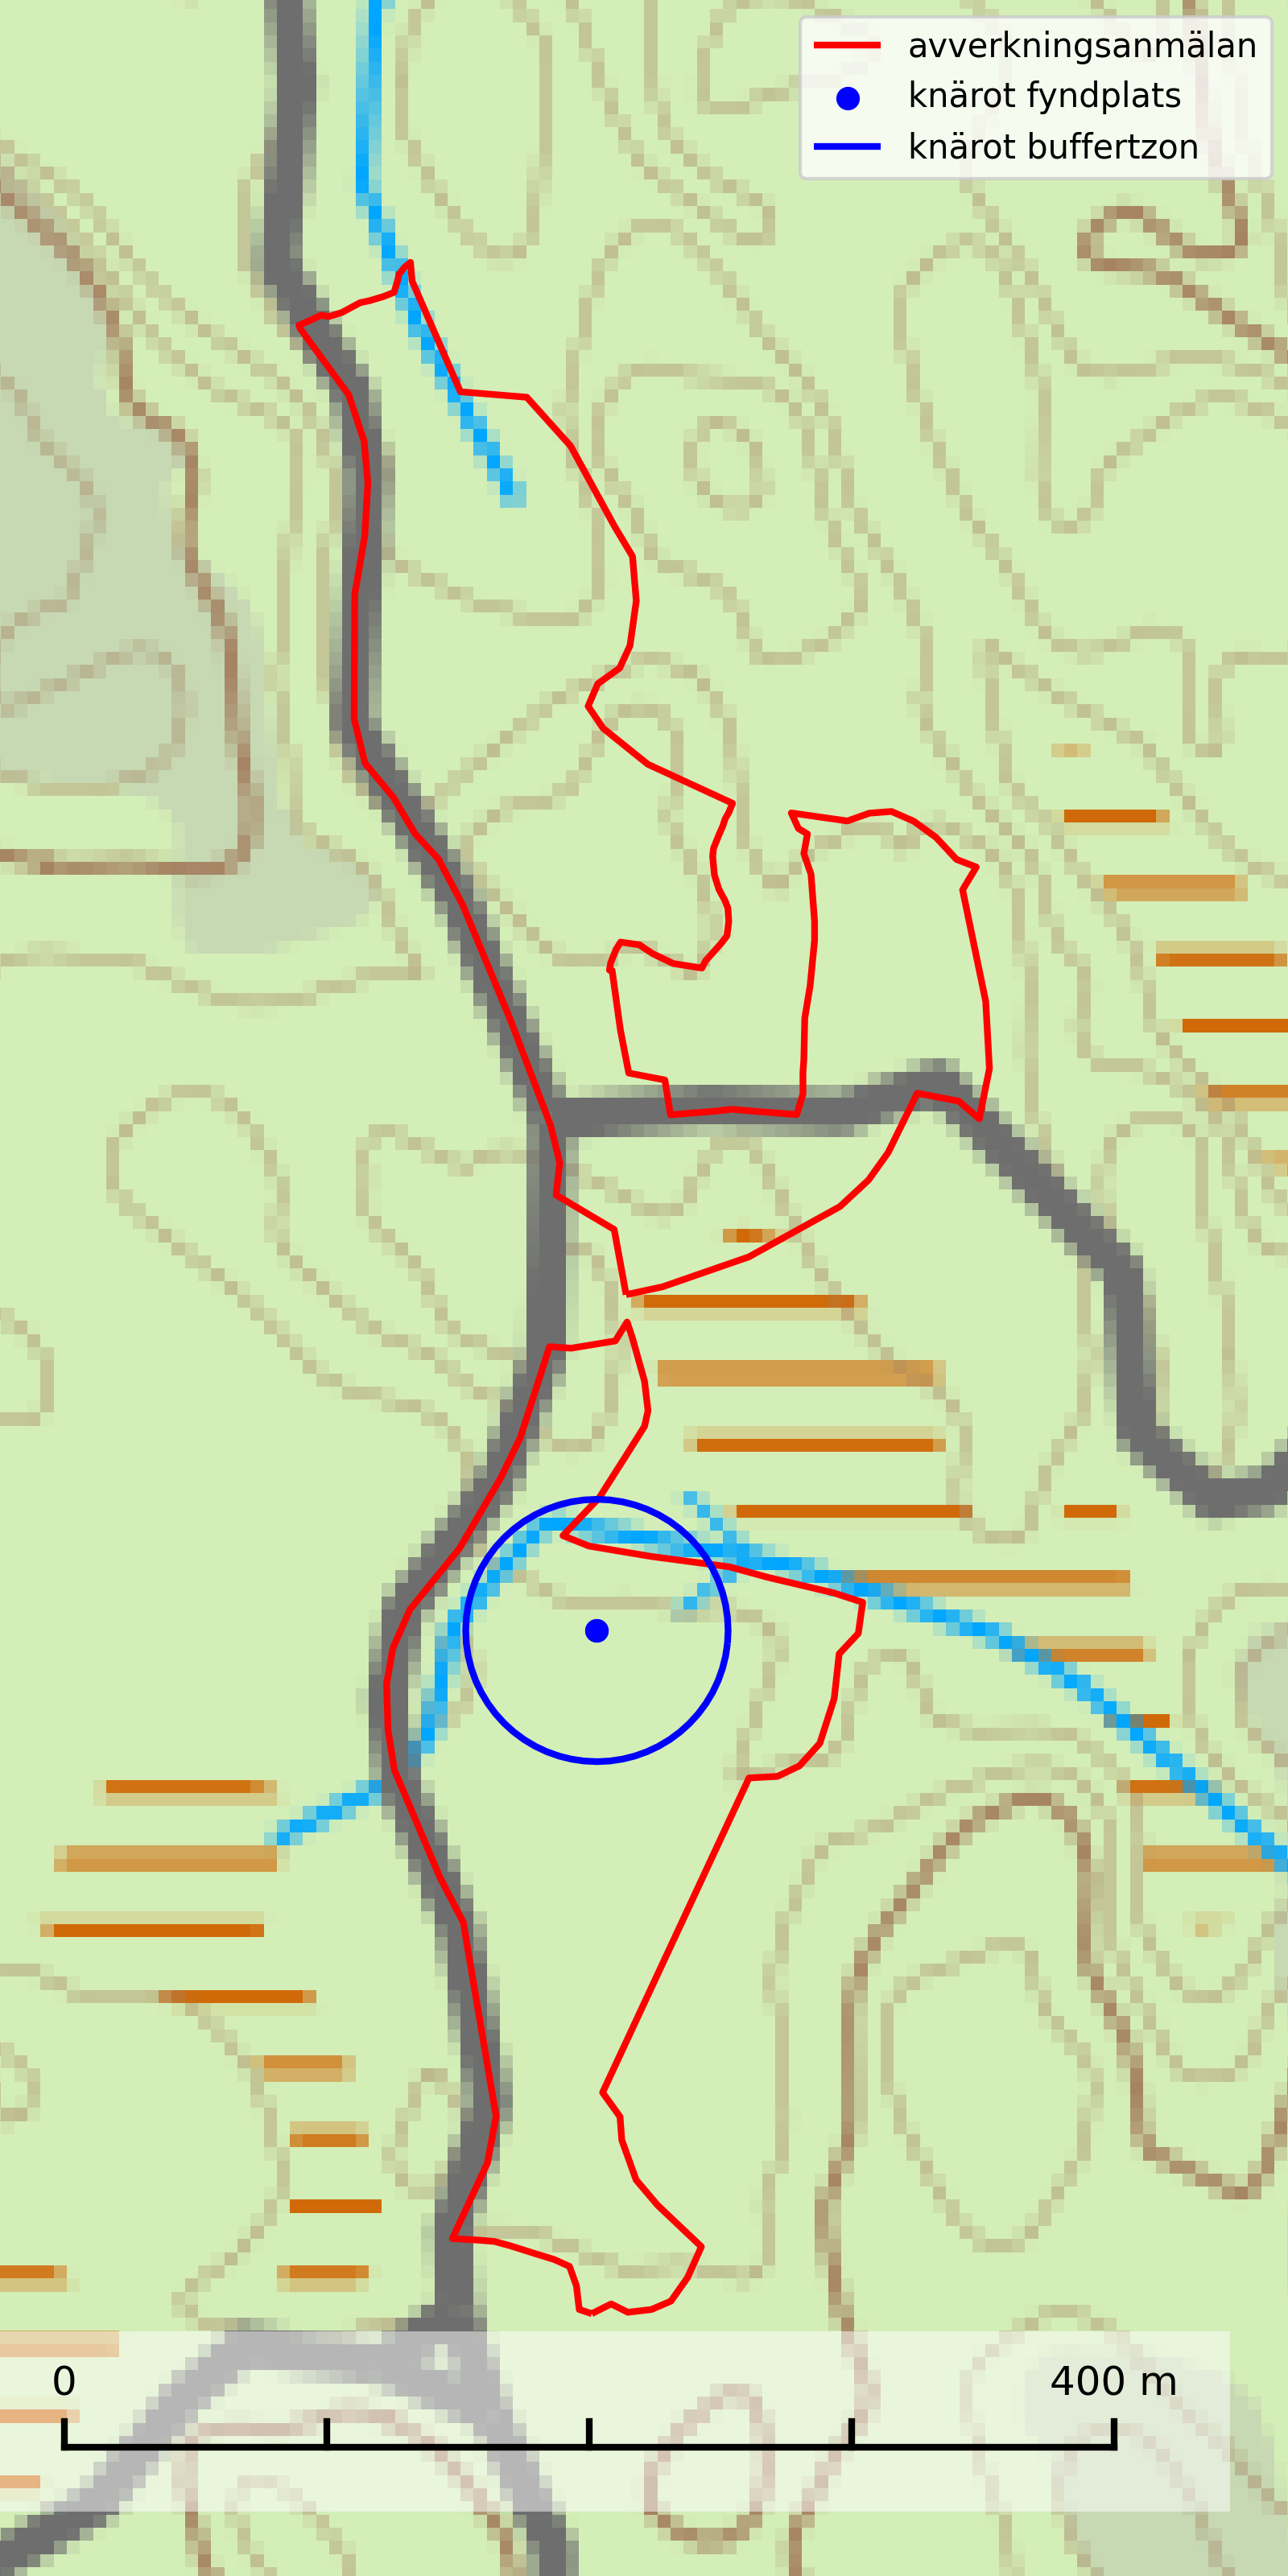 avverkningsanmälan
knärot fyndplats
knärot buffertzon
0 400 m